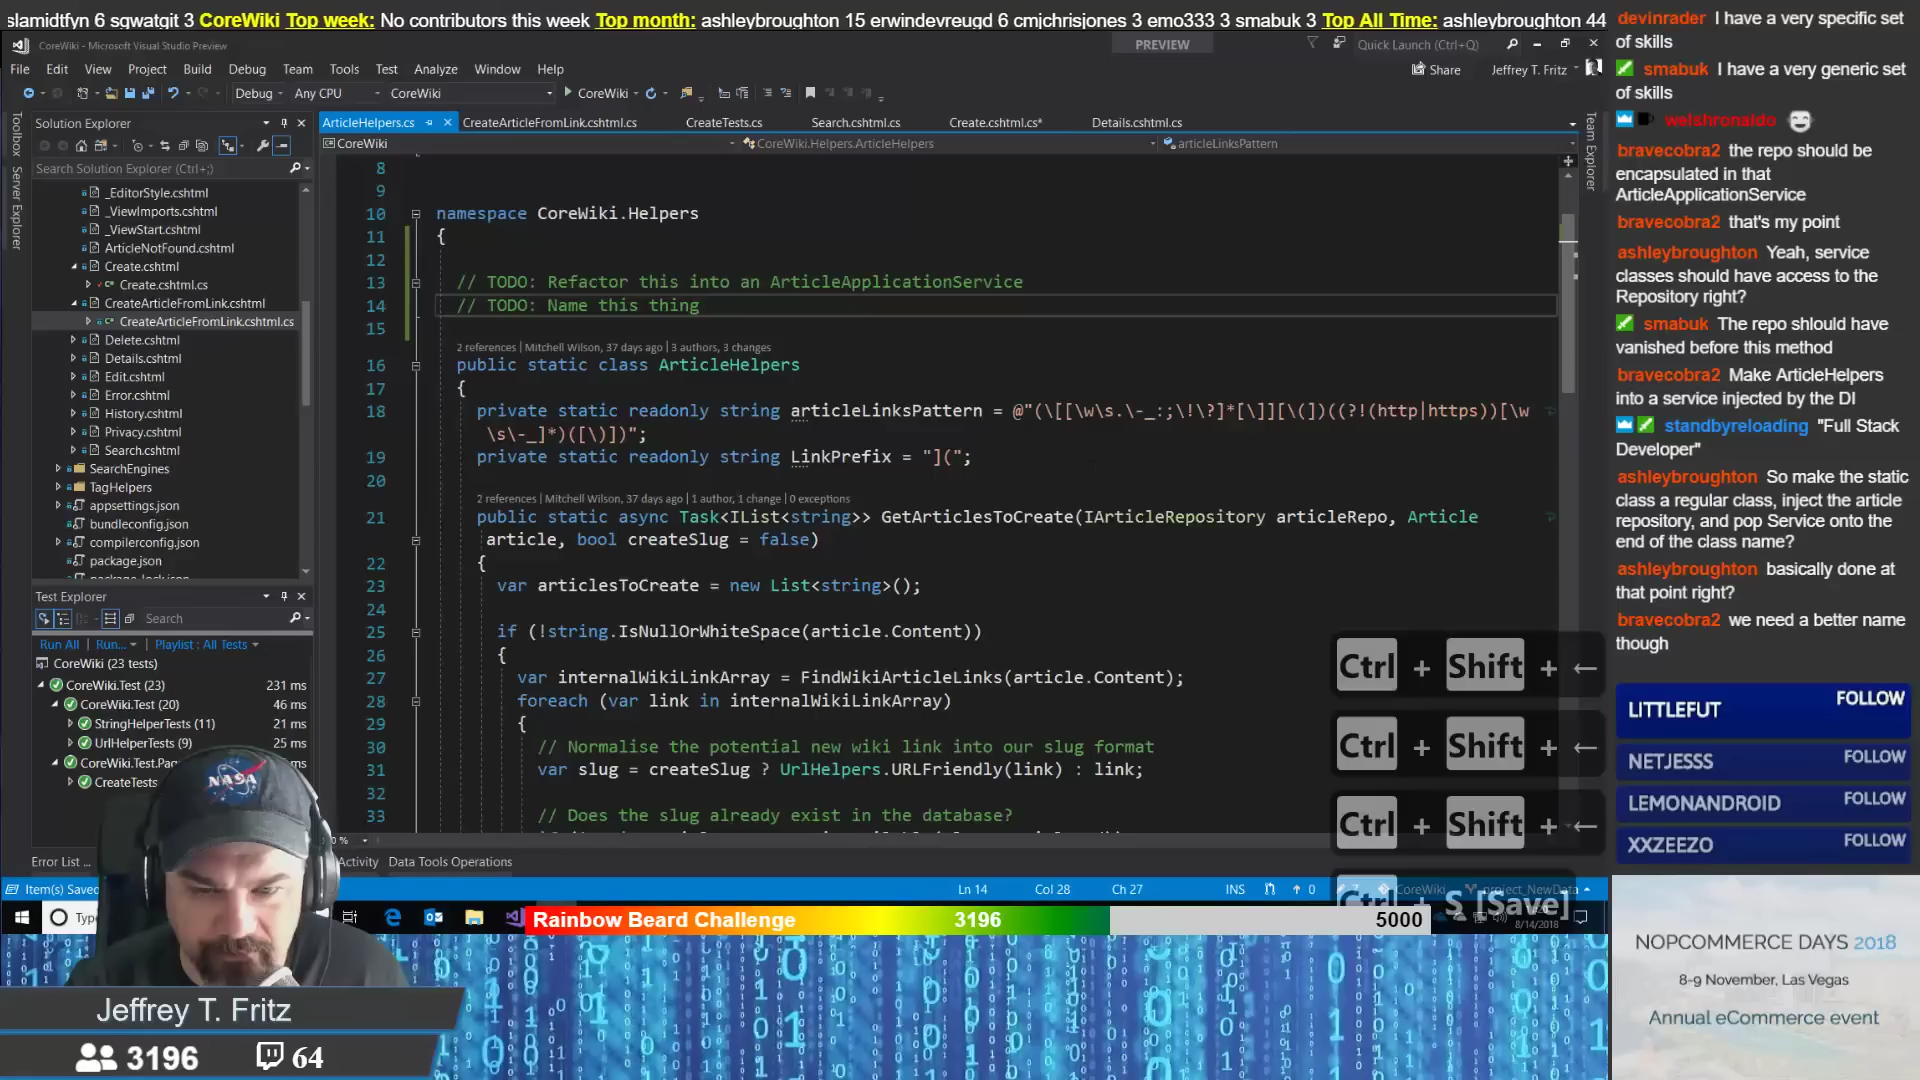 slamidtfyn 6 sgwatgit 3 CoreWiki Top week: No contributors this week Top month: ashleybroughton 15 erwindevreugd 6 cmjchrisjones 3 emo333 3 smabuk 3 Top All Time: ashleybroughton 44
CoreWiki - Microsoft Visual Studio Preview
PREVIEW
Quick Launch (Ctrl+Q)
File Edit View Project Build Debug Team Tools Test Analyze Window Help
Share
Jeffrey T. Fritz
Debug Any CPU CoreWiki CoreWiki
Toolbox
Server Explorer
Team Explorer
Solution Explorer
Search Solution Explorer (Ctrl+;)
_EditorStyle.cshtml
_ViewImports.cshtml
_ViewStart.cshtml
ArticleNotFound.cshtml
Create.cshtml
Create.cshtml.cs
CreateArticleFromLink.cshtml
CreateArticleFromLink.cshtml.cs
Delete.cshtml
Details.cshtml
Edit.cshtml
Error.cshtml
History.cshtml
Privacy.cshtml
Search.cshtml
SearchEngines
TagHelpers
appsettings.json
bundleconfig.json
compilerconfig.json
package.json
Test Explorer
Search
Run All Run... Playlist : All Tests
CoreWiki (23 tests)
CoreWiki.Test (23) 231 ms
CoreWiki.Test (20) 46 ms
StringHelperTests (11) 21 ms
UrlHelperTests (9) 25 ms
CoreWiki.Test.Pag
CreateTests
ArticleHelpers.cs CreateArticleFromLink.cshtml.cs CreateTests.cs Search.cshtml.cs Create.cshtml.cs* Details.cshtml.cs
CoreWiki CoreWiki.Helpers.ArticleHelpers articleLinksPattern
8
9
10 namespace CoreWiki.Helpers
11 {
12
13 // TODO: Refactor this into an ArticleApplicationService
14 // TODO: Name this thing
15
2 references | Mitchell Wilson, 37 days ago | 3 authors, 3 changes
16 public static class ArticleHelpers
17 {
18 private static readonly string articleLinksPattern = @"(\[[\w\s.\-_:;\!\?]*[\]][\(])((?!(http|https))[\w
\s\-_]*)([\)])";
19 private static readonly string LinkPrefix = "](";
20
2 references | Mitchell Wilson, 37 days ago | 1 author, 1 change | 0 exceptions
21 public static async Task<IList<string>> GetArticlesToCreate(IArticleRepository articleRepo, Article
article, bool createSlug = false)
22 {
23 var articlesToCreate = new List<string>();
24
25 if (!string.IsNullOrWhiteSpace(article.Content))
26 {
27 var internalWikiLinkArray = FindWikiArticleLinks(article.Content);
28 foreach (var link in internalWikiLinkArray)
29 {
30 // Normalise the potential new wiki link into our slug format
31 var slug = createSlug ? UrlHelpers.URLFriendly(link) : link;
32
33 // Does the slug already exist in the database?
Ctrl + Shift + ←
Ctrl + Shift + ←
Ctrl + Shift + ←
Ctrl + S [Save]
Error List ... Activity Data Tools Operations
Item(s) Saved Ln 14 Col 28 Ch 27 INS 0 CoreWiki project_NewData
8/14/2018
Rainbow Beard Challenge 3196 5000
NASA
Jeffrey T. Fritz
3196 64
devinrader I have a very specific set
of skills
smabuk I have a very generic set
of skills
welshronaldo
bravecobra2 the repo should be
encapsulated in that
ArticleApplicationService
bravecobra2 that's my point
ashleybroughton Yeah, service
classes should have access to the
Repository right?
smabuk The repo shlould have
vanished before this method
bravecobra2 Make ArticleHelpers
into a service injected by the DI
standbyreloading "Full Stack
Developer"
ashleybroughton So make the static
class a regular class, inject the article
repository, and pop Service onto the
end of the class name?
ashleybroughton basically done at
that point right?
bravecobra2 we need a better name
though
LITTLEFUT FOLLOW
NETJESSS FOLLOW
LEMONANDROID FOLLOW
XXZEEZO FOLLOW
NOPCOMMERCE DAYS 2018
8-9 November, Las Vegas
Annual eCommerce event